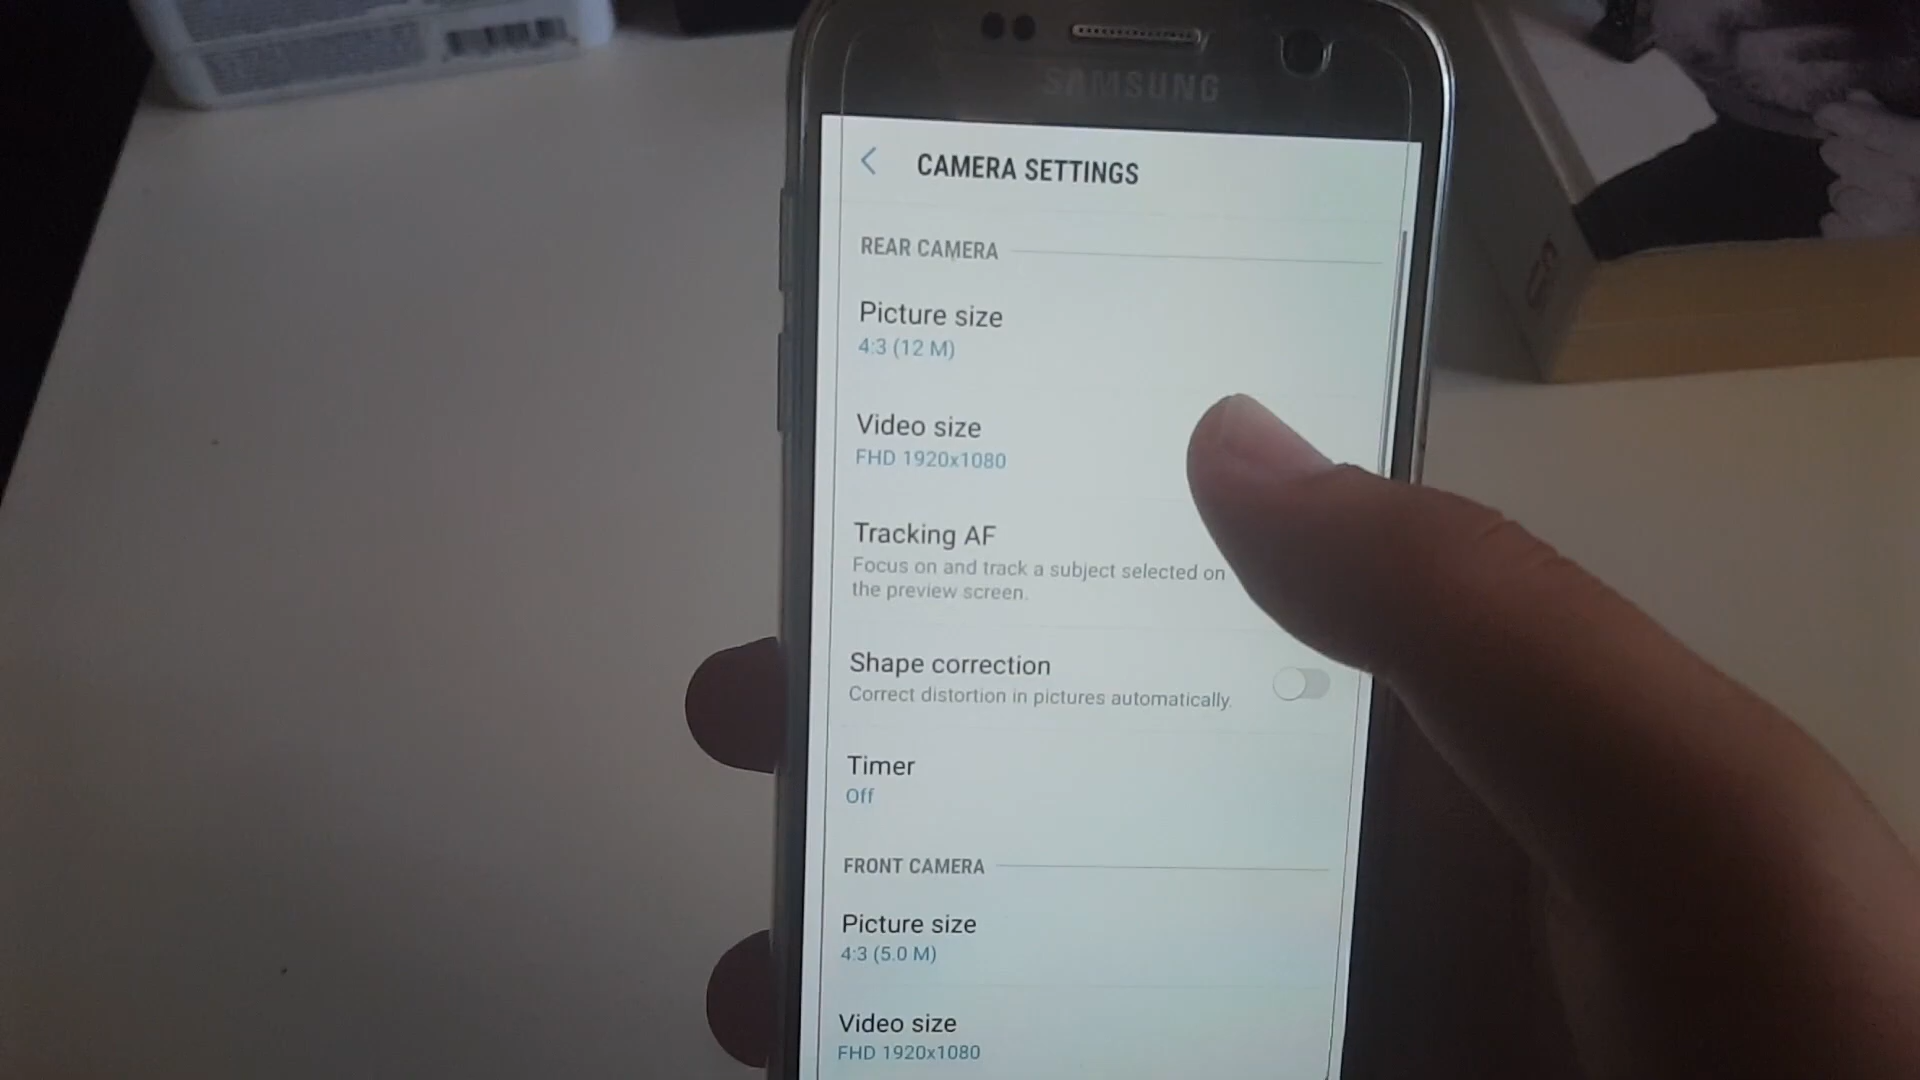 SAMSUNG
CAMERA SETTINGS
REAR CAMERA
Picture size
4:3 (12 M)
Video size
FHD 1920x1080
Tracking AF
Focus on and track a subject selected on
the preview screen.
Shape correction
Correct distortion in pictures automatically.
Timer
Off
FRONT CAMERA
Picture size
4:3 (5.0 M)
Video size
FHD 1920x1080